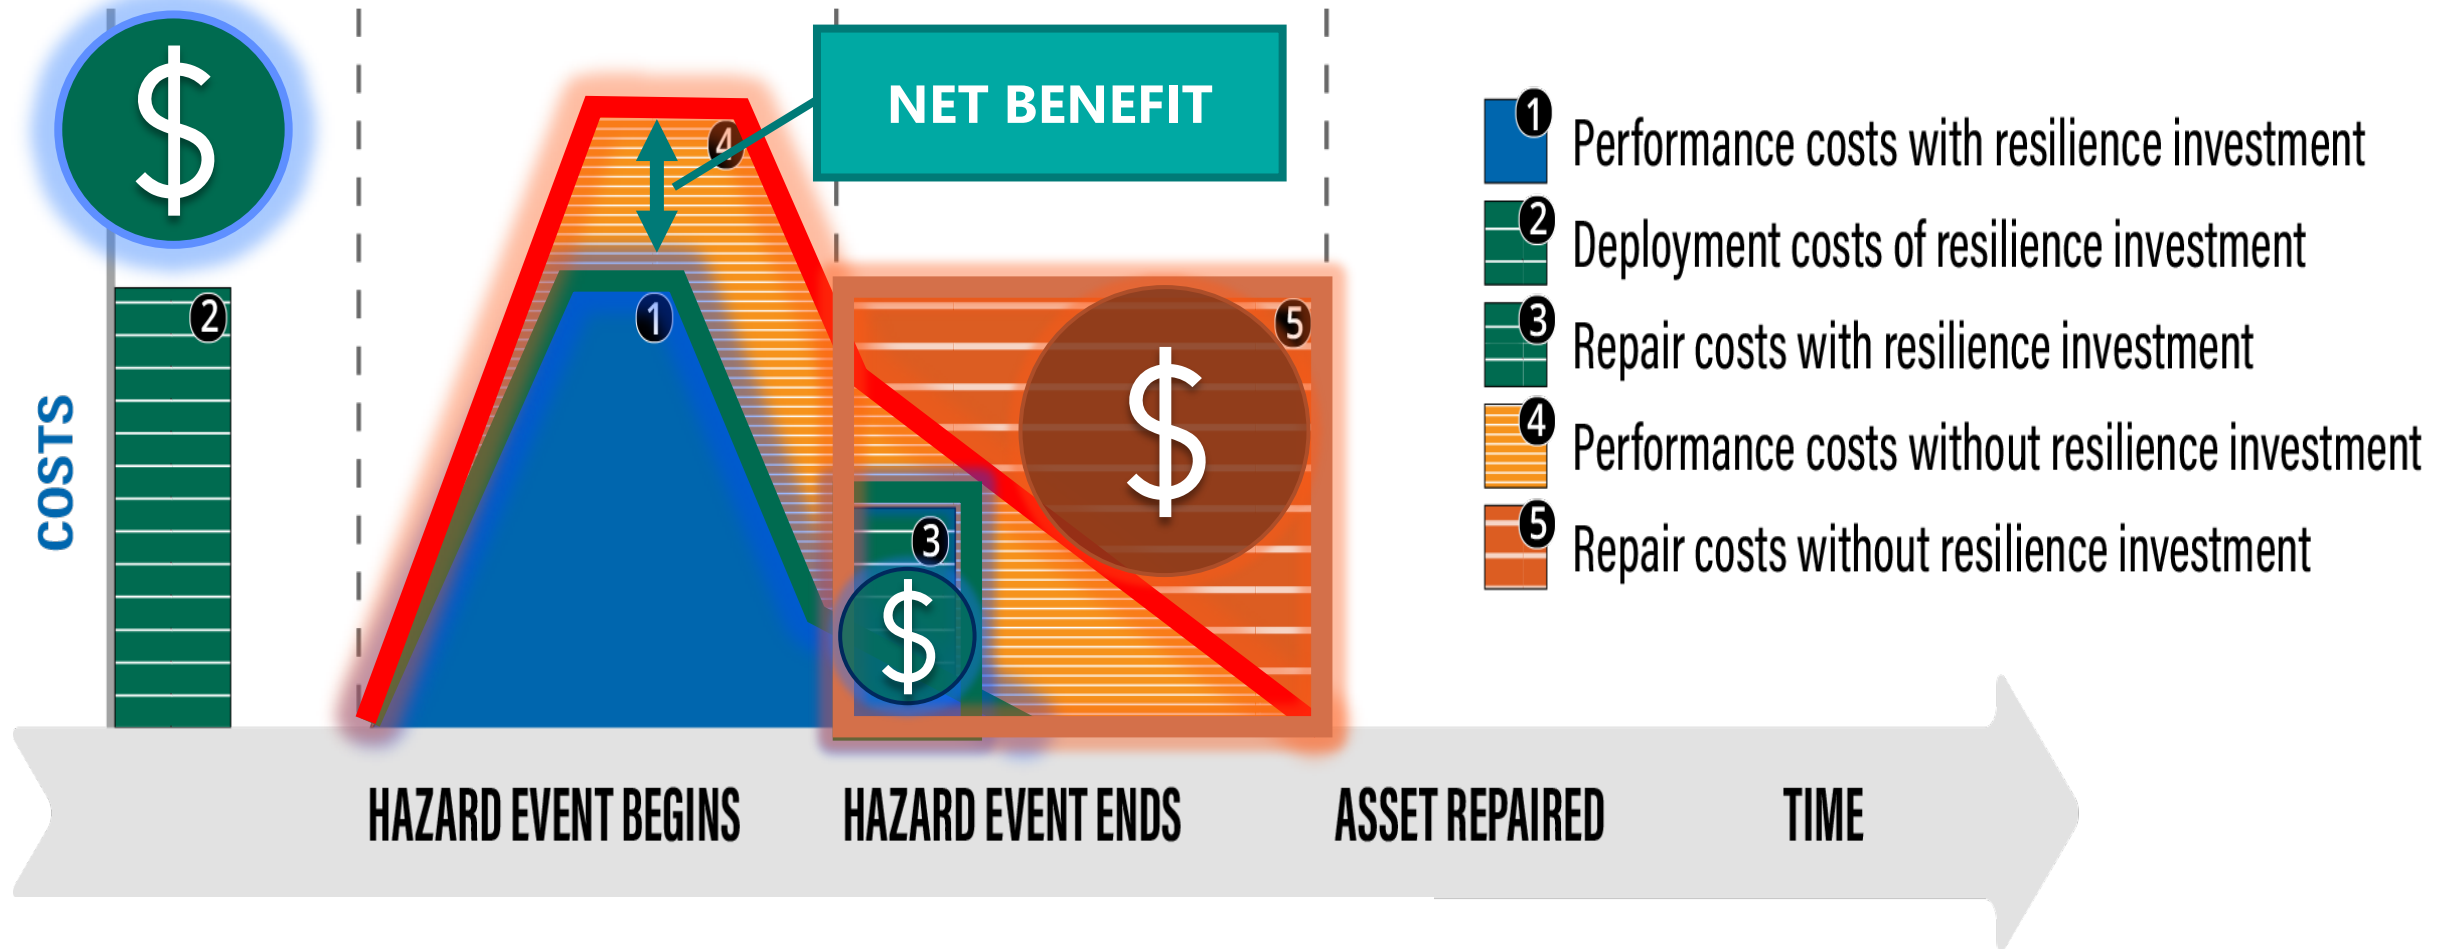 $
NET BENEFIT
4
2
1
5
$
3
$
COSTS
1 Performance costs with resilience investment
2 Deployment costs of resilience investment
3 Repair costs with resilience investment
4 Performance costs without resilience investment
5 Repair costs without resilience investment
HAZARD EVENT BEGINS
HAZARD EVENT ENDS
ASSET REPAIRED
TIME